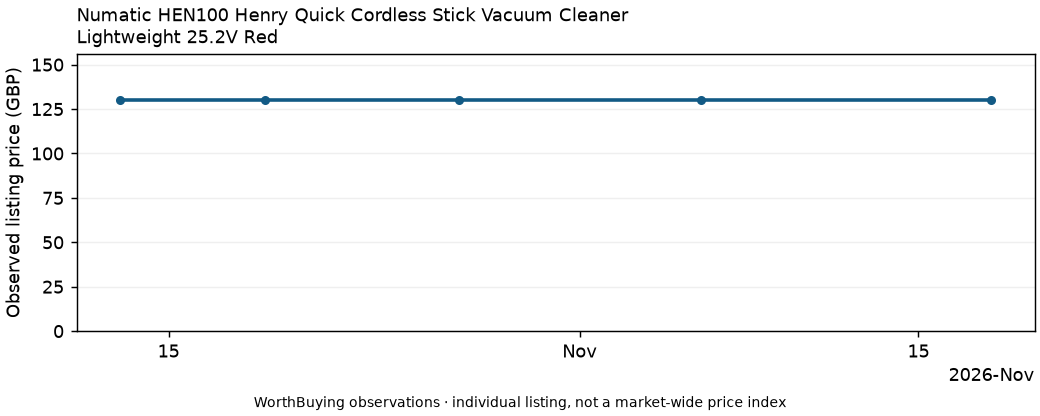 Numatic HEN100 Henry Quick Cordless Stick Vacuum Cleaner
Lightweight 25.2V Red
Observed listing price (GBP)
150
125
100
75
50
25
0
15
Nov
15
2026-Nov
WorthBuying observations · individual listing, not a market-wide price index